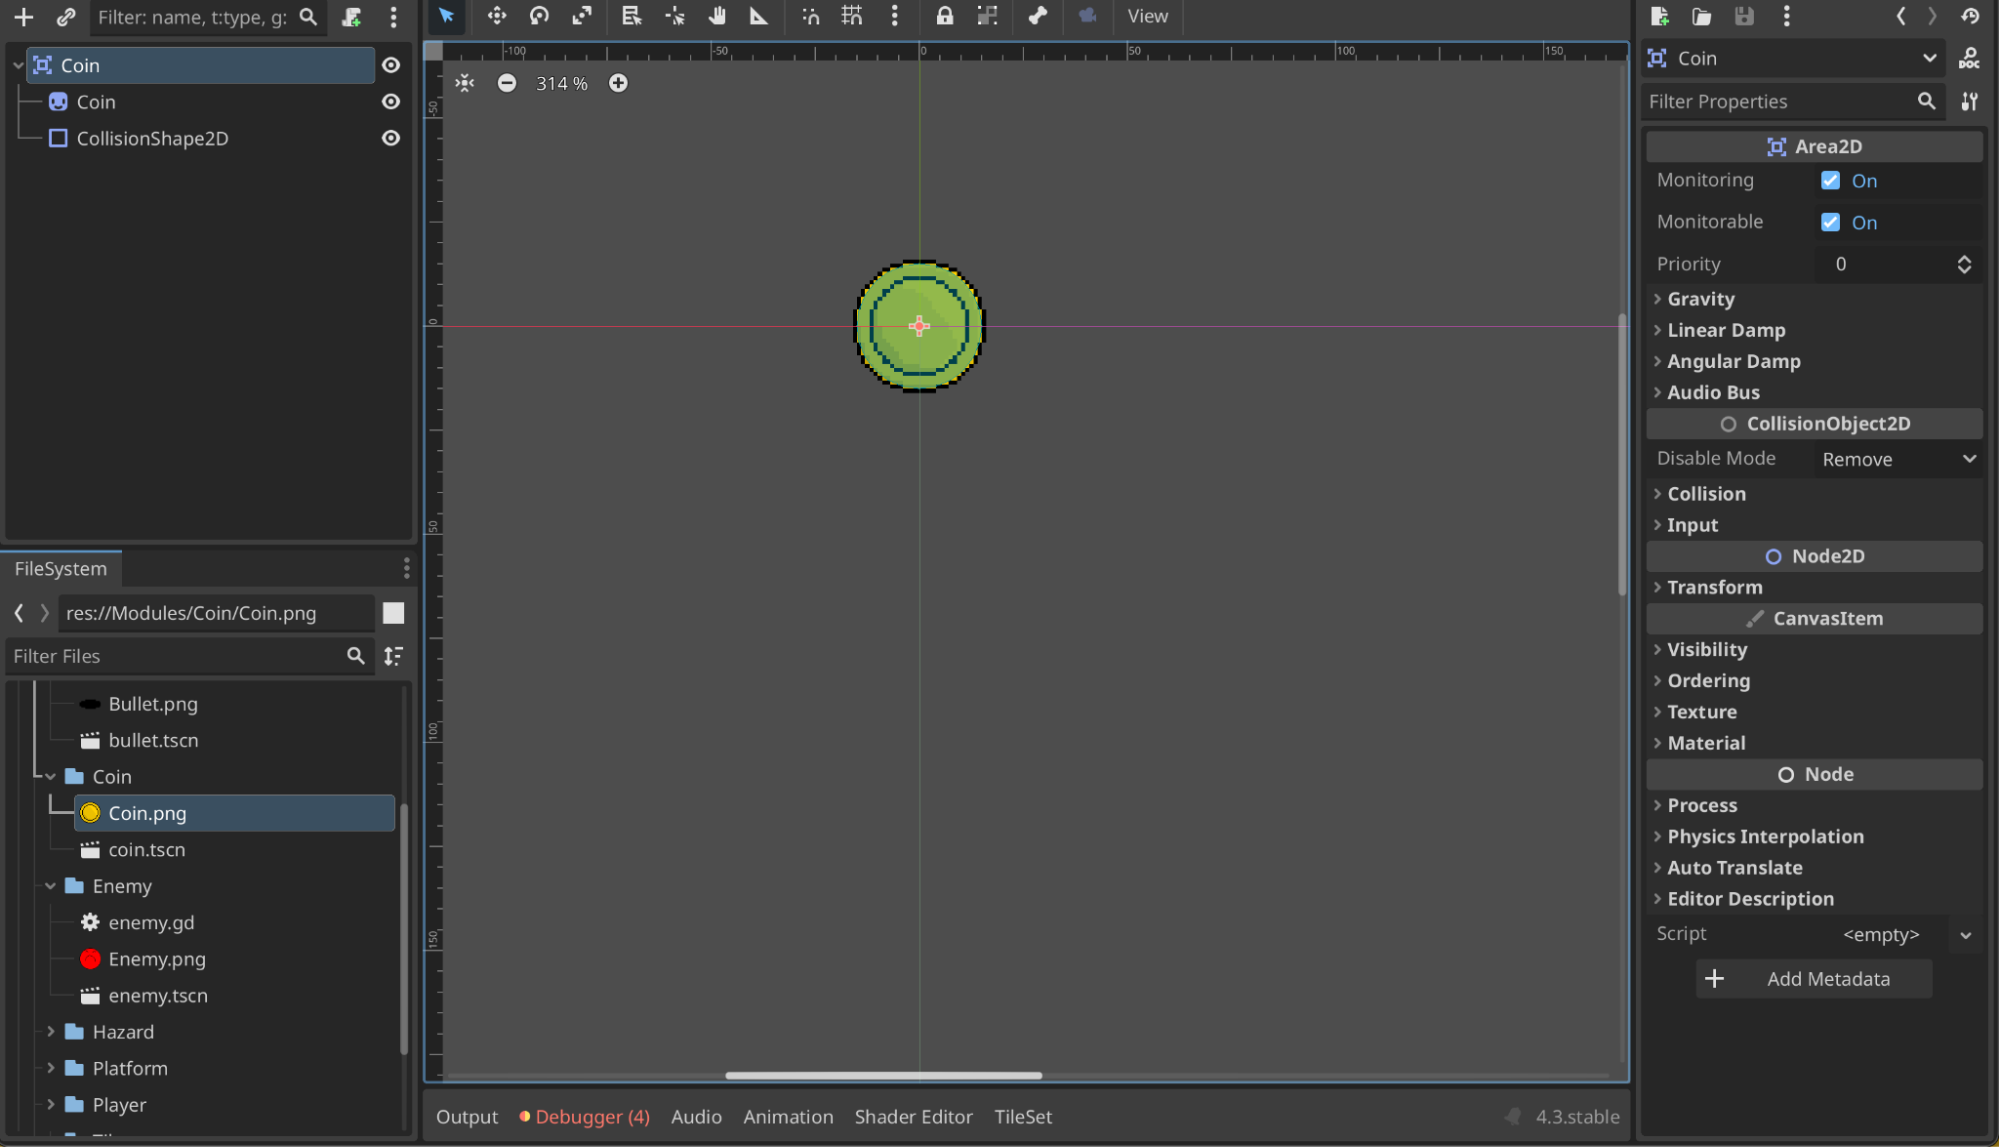 Filter: name, t:type, g:
View
Coin
Coin
CollisionShape2D
-100
-50
0
50
100
150
-50
0
50
100
150
314 %
FileSystem
res://Modules/Coin/Coin.png
Filter Files
Bullet.png
bullet.tscn
Coin
Coin.png
coin.tscn
Enemy
enemy.gd
Enemy.png
enemy.tscn
Hazard
Platform
Player
Output
Debugger (4)
Audio
Animation
Shader Editor
TileSet
4.3.stable
Coin
DOC
Filter Properties
Area2D
Monitoring On
Monitorable On
Priority 0
Gravity
Linear Damp
Angular Damp
Audio Bus
CollisionObject2D
Disable Mode Remove
Collision
Input
Node2D
Transform
CanvasItem
Visibility
Ordering
Texture
Material
Node
Process
Physics Interpolation
Auto Translate
Editor Description
Script <empty>
Add Metadata